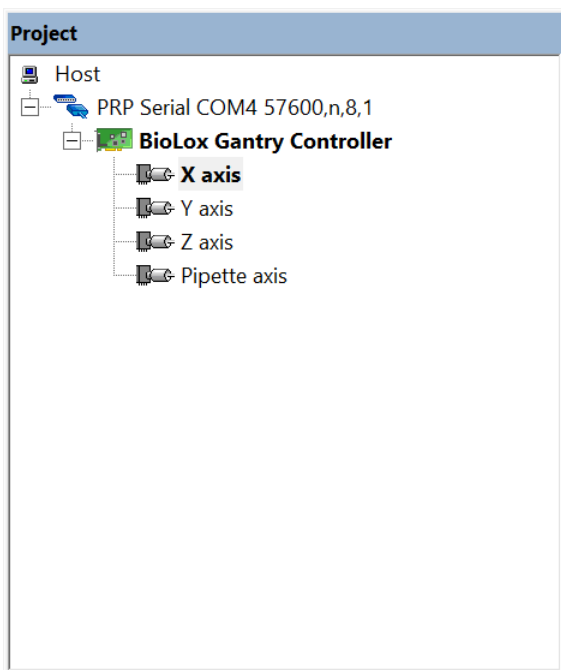 Project
Host
PRP Serial COM4 57600,n,8,1
BioLox Gantry Controller
X axis
Y axis
Z axis
Pipette axis